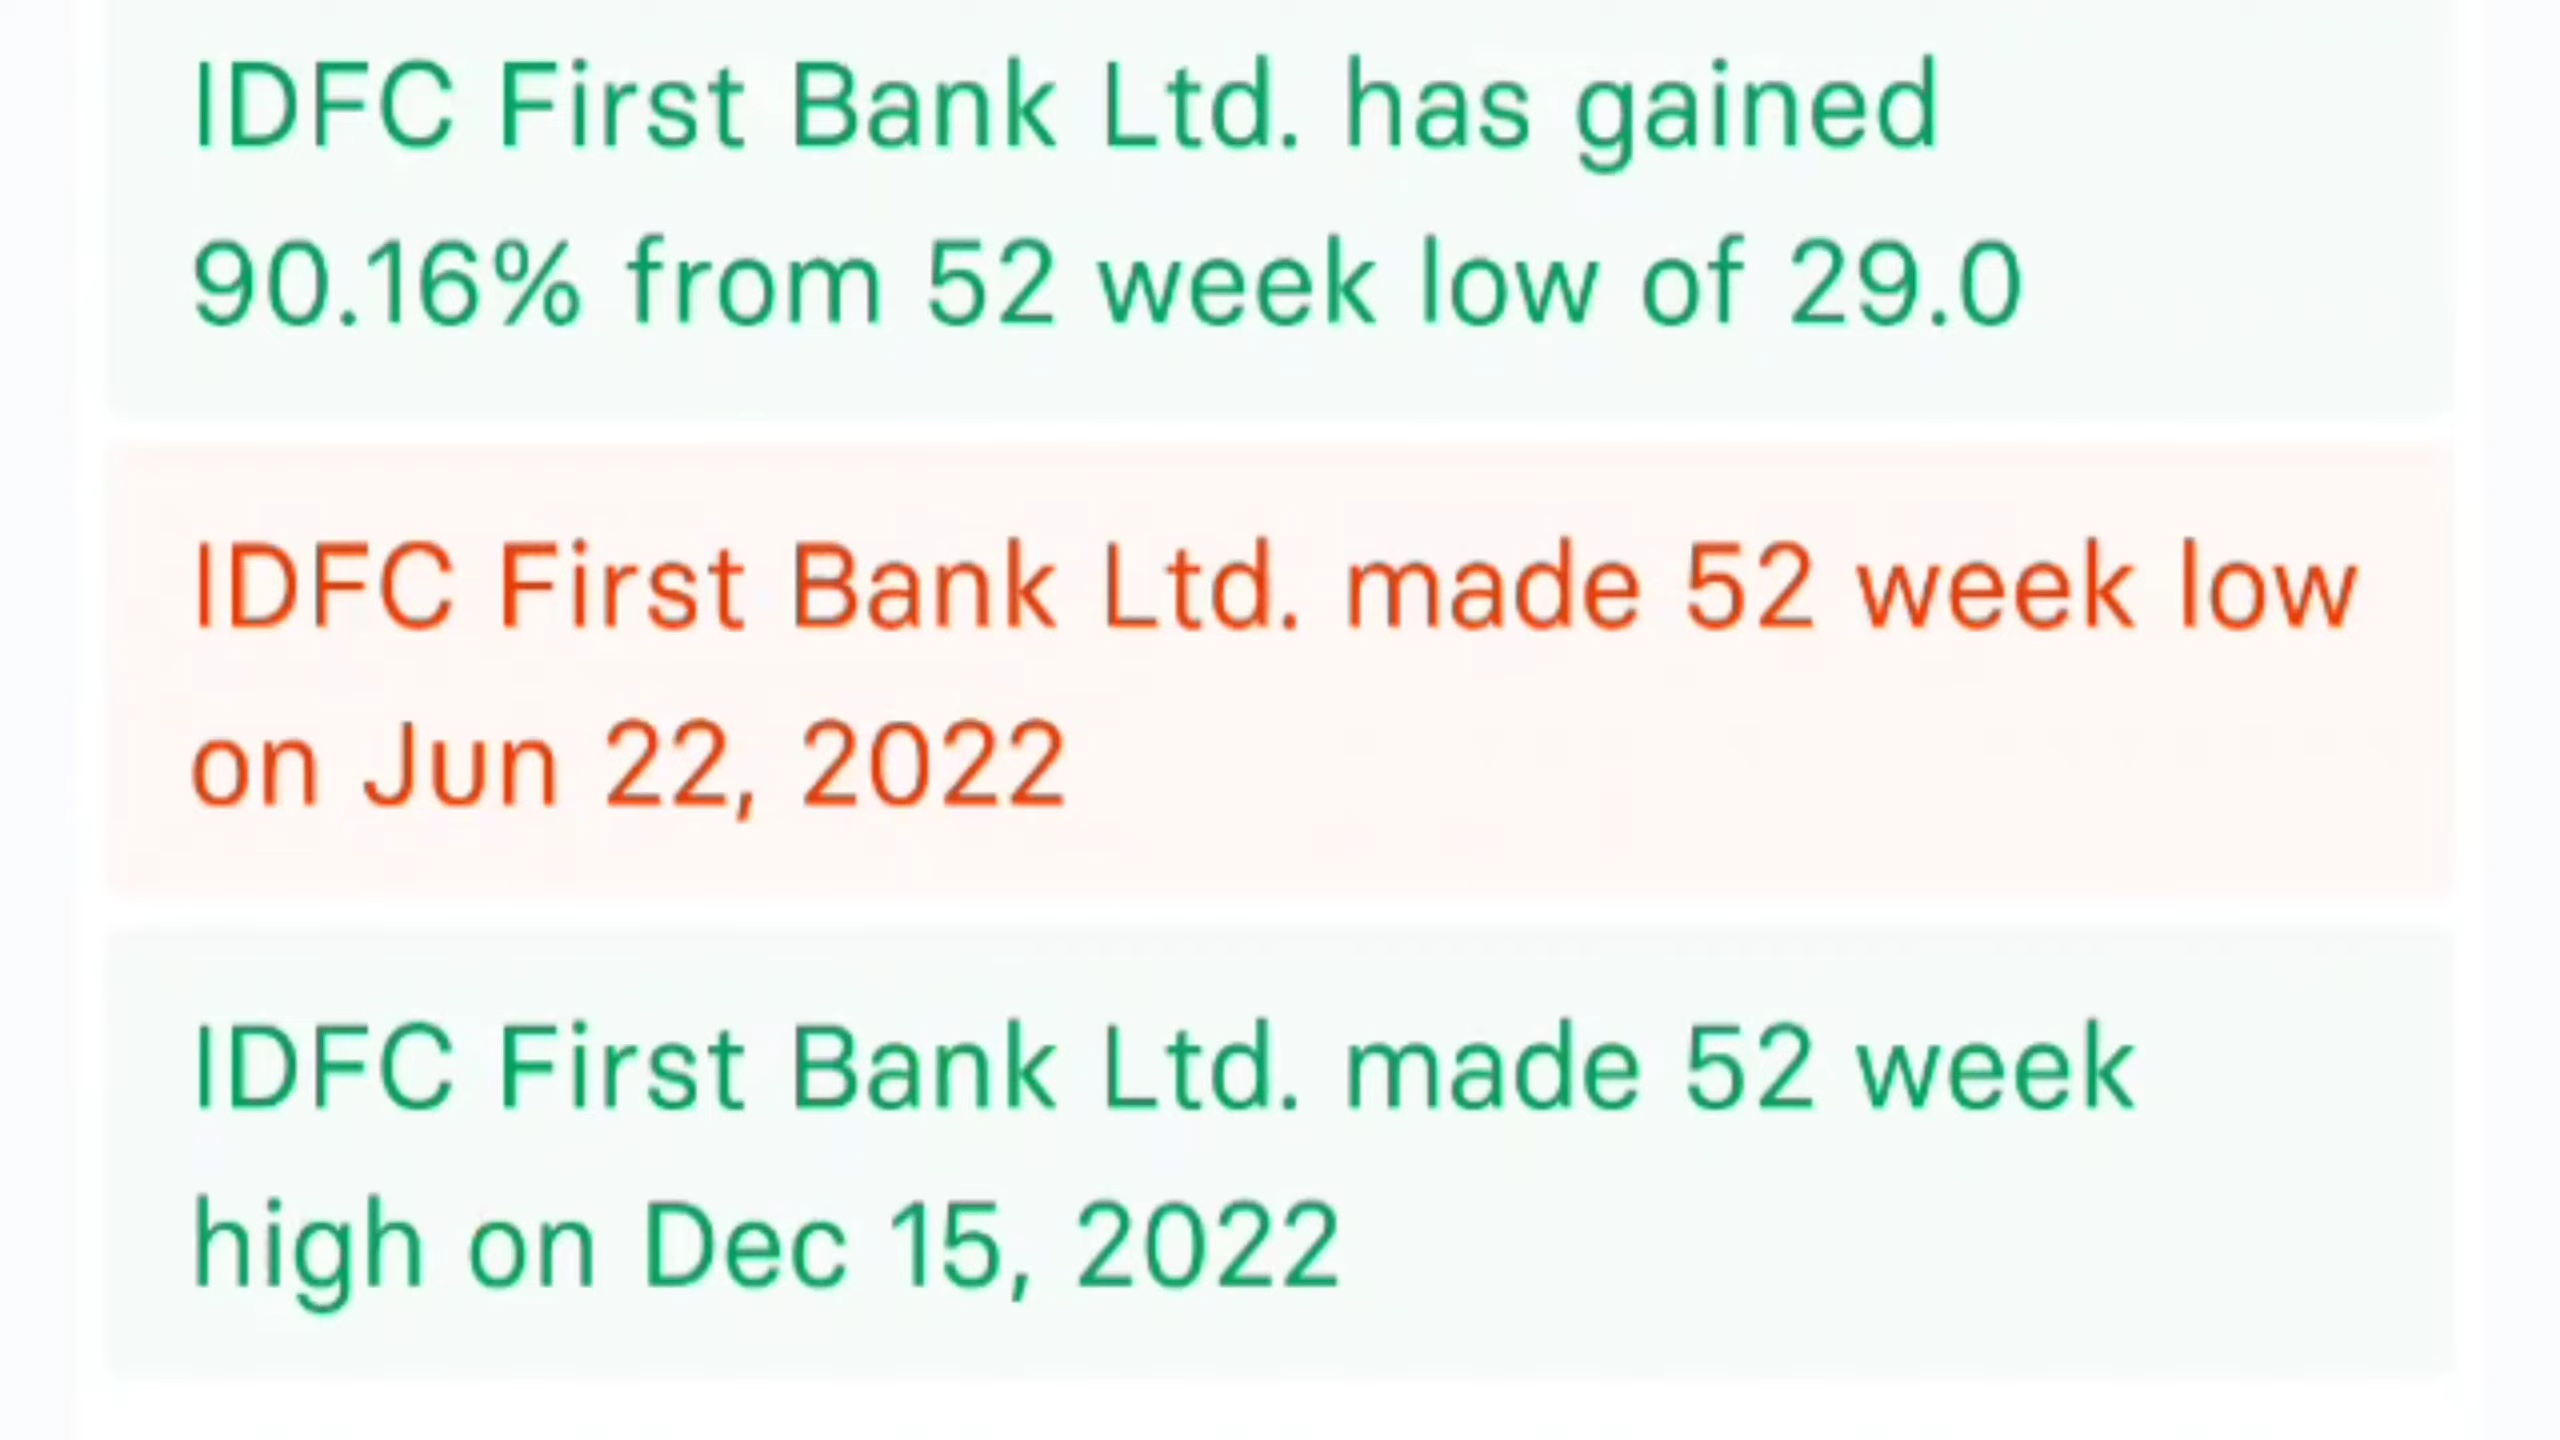 IDFC First Bank Ltd. has gained
90.16% from 52 week low of 29.0
IDFC First Bank Ltd. made 52 week low
on Jun 22, 2022
IDFC First Bank Ltd. made 52 week
high on Dec 15, 2022